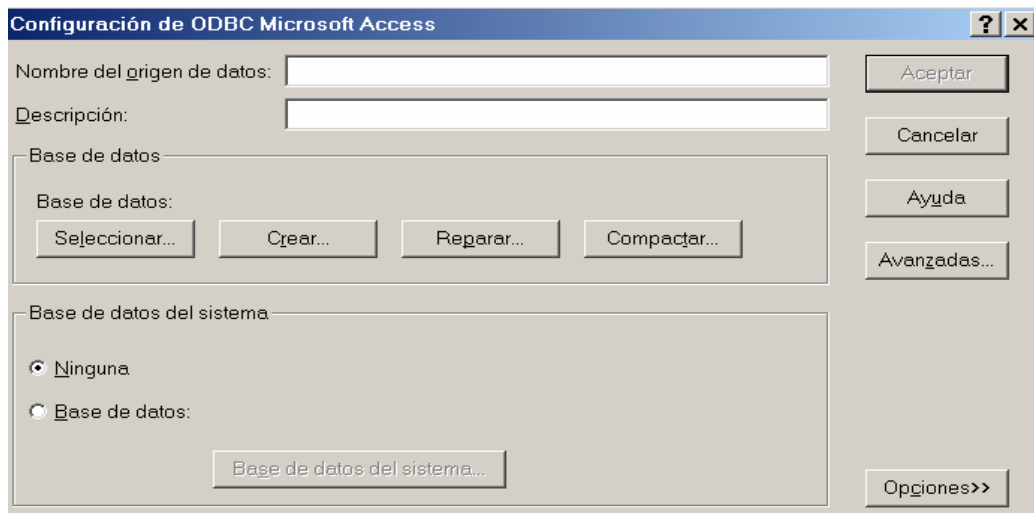 Configuración de ODBC Microsoft Access
Nombre del origen de datos:
Aceptar
Descripción:
Cancelar
Base de datos
Base de datos:
Seleccionar...
Crear...
Reparar...
Compactar...
Ayuda
Avanzadas...
Base de datos del sistema
Ninguna
Base de datos:
Base de datos del sistema...
Opciones>>